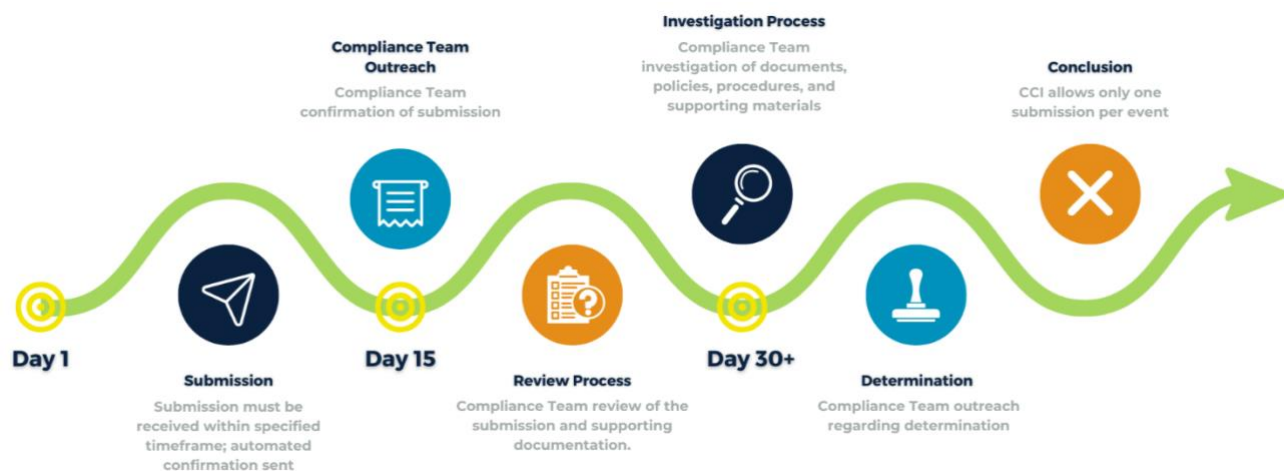 Day 1
Submission
Submission must be
received within specified
timeframe; automated
confirmation sent
Compliance Team
Outreach
Compliance Team
confirmation of submission
Day 15
Review Process
Compliance Team review of the
submission and supporting
documentation.
Investigation Process
Compliance Team
investigation of documents,
policies, procedures, and
supporting materials
Day 30+
Determination
Compliance Team outreach
regarding determination
Conclusion
CCI allows only one
submission per event
?